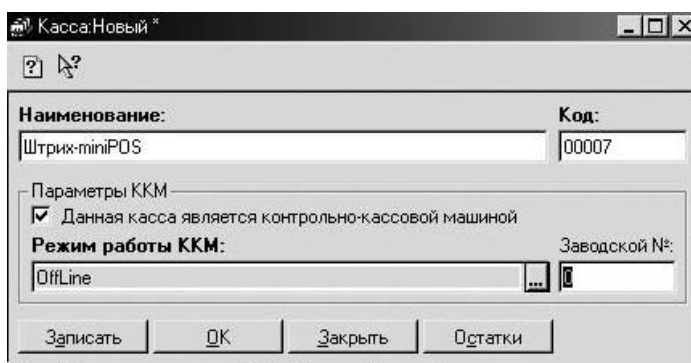 Касса:Новый *
Наименование: Код:
Штрих-miniPOS 00007
Параметры ККМ
Данная касса является контрольно-кассовой машиной
Режим работы ККМ: Заводской №:
OffLine ... 0
Записать OK Закрыть Остатки